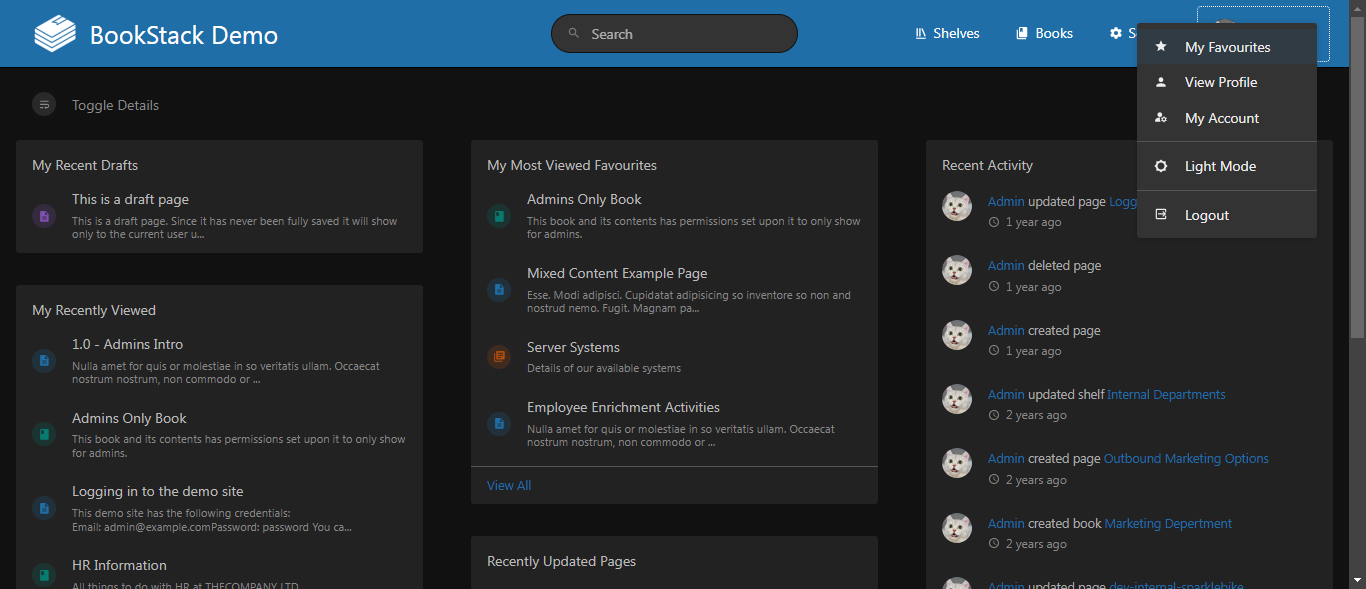 BookStack Demo
Search
Shelves
Books
My Favourites
View Profile
My Account
Light Mode
Logout
Toggle Details
My Recent Drafts
This is a draft page
This is a draft page. Since it has never been fully saved it will show
only to the current user u...
My Recently Viewed
1.0 - Admins Intro
Nulla amet for quis or molestiae in so veritatis ullam. Occaecat
nostrum nostrum, non commodo or ...
Admins Only Book
This book and its contents has permissions set upon it to only show
for admins.
Logging in to the demo site
This demo site has the following credentials:
Email: admin@example.comPassword: password You ca...
HR Information
All things to do with HR at THECOMPANY LTD
My Most Viewed Favourites
Admins Only Book
This book and its contents has permissions set upon it to only show
for admins.
Mixed Content Example Page
Esse. Modi adipisci. Cupidatat adipisicing so inventore so non and
nostrud nemo. Fugit. Magnam pa...
Server Systems
Details of our available systems
Employee Enrichment Activities
Nulla amet for quis or molestiae in so veritatis ullam. Occaecat
nostrum nostrum, non commodo or ...
View All
Recently Updated Pages
Recent Activity
Admin updated page Logg
1 year ago
Admin deleted page
1 year ago
Admin created page
1 year ago
Admin updated shelf Internal Departments
2 years ago
Admin created page Outbound Marketing Options
2 years ago
Admin created book Marketing Depertment
2 years ago
Admin updated page dev-internal-sparklebike